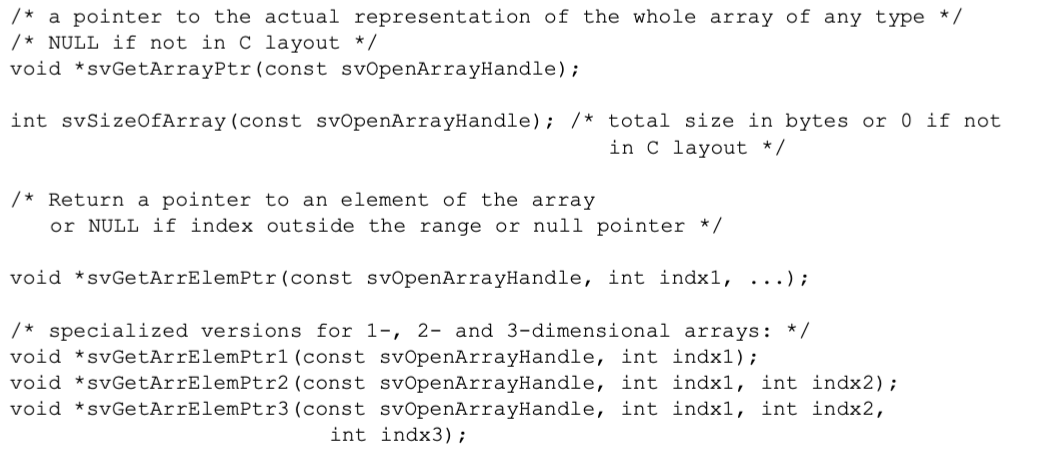 /* a pointer to the actual representation of the whole array of any type */
/* NULL if not in C layout */
void *svGetArrayPtr(const svOpenArrayHandle);
int svSizeOfArray(const svOpenArrayHandle); /* total size in bytes or 0 if not
in C layout */
/* Return a pointer to an element of the array
or NULL if index outside the range or null pointer */
void *svGetArrElemPtr(const svOpenArrayHandle, int indx1, ...);
/* specialized versions for 1-, 2- and 3-dimensional arrays: */
void *svGetArrElemPtr1(const svOpenArrayHandle, int indx1);
void *svGetArrElemPtr2(const svOpenArrayHandle, int indx1, int indx2);
void *svGetArrElemPtr3(const svOpenArrayHandle, int indx1, int indx2,
int indx3);